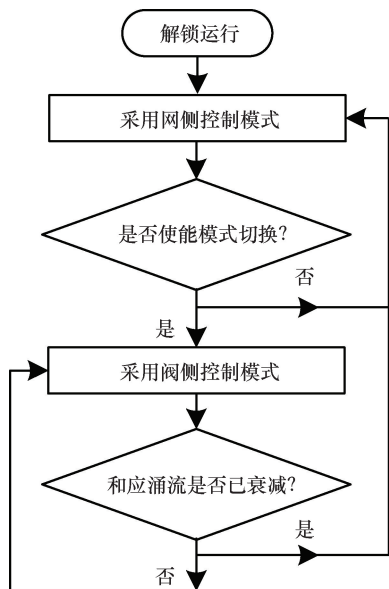 解锁运行
采用网侧控制模式
是否使能模式切换?
否
是
采用阀侧控制模式
和应涌流是否已衰减?
是
否